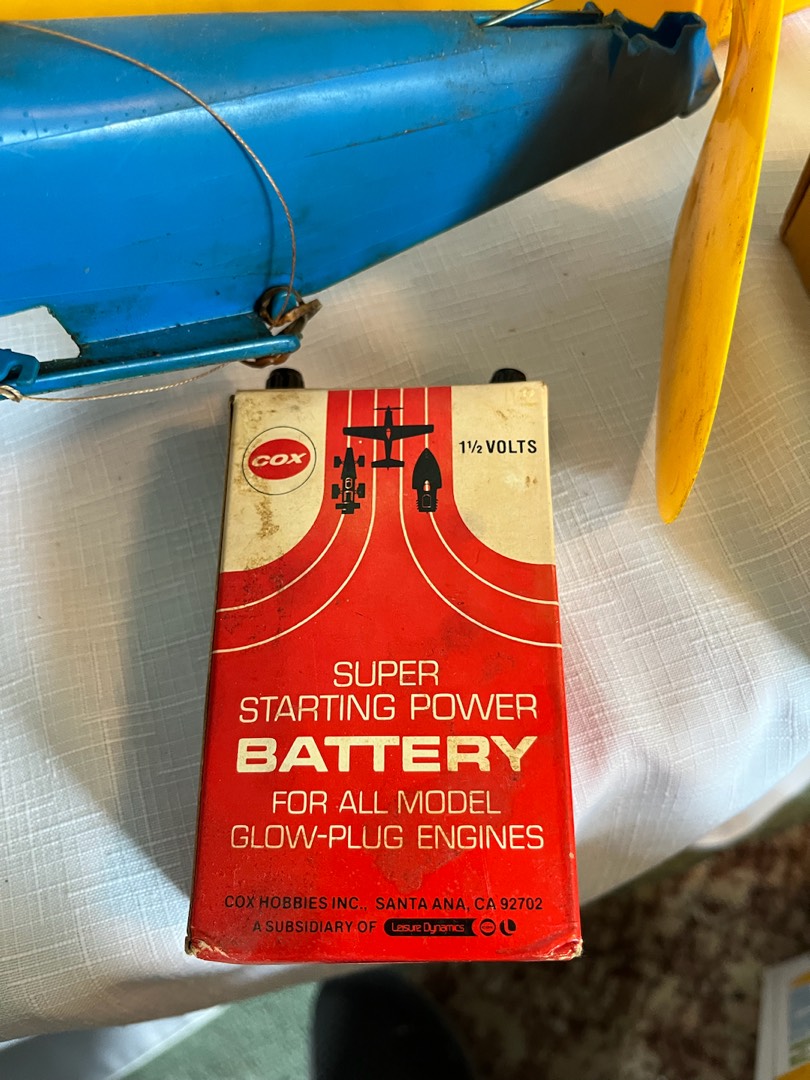 COX
1½ VOLTS
SUPER
STARTING POWER
BATTERY
FOR ALL MODEL
GLOW-PLUG ENGINES
COX HOBBIES INC., SANTA ANA, CA 92702
A SUBSIDIARY OF Leisure Dynamics